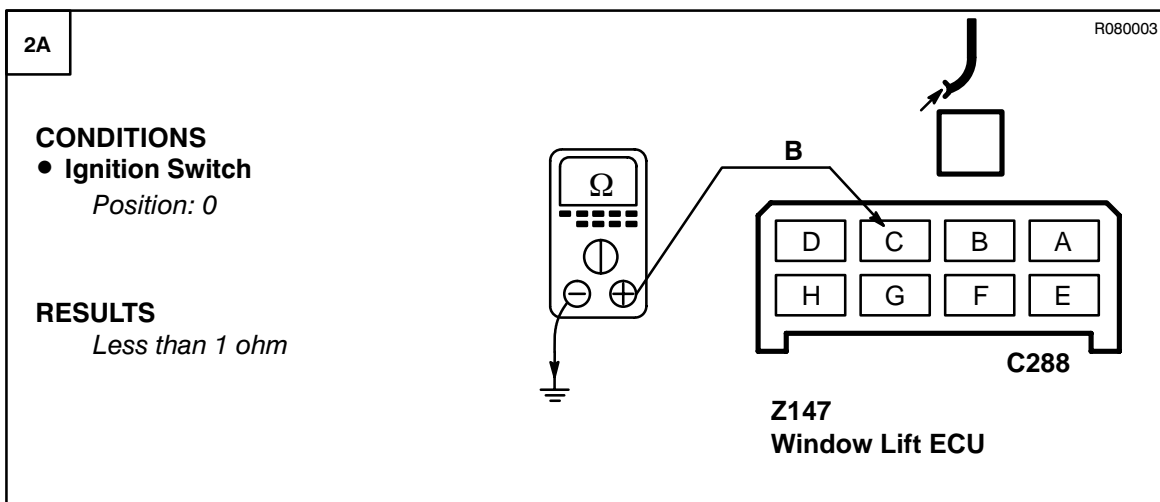 2A
R080003
CONDITIONS
● Ignition Switch
Position: 0
RESULTS
Less than 1 ohm
Ω
B
D C B A
H G F E
C288
Z147
Window Lift ECU